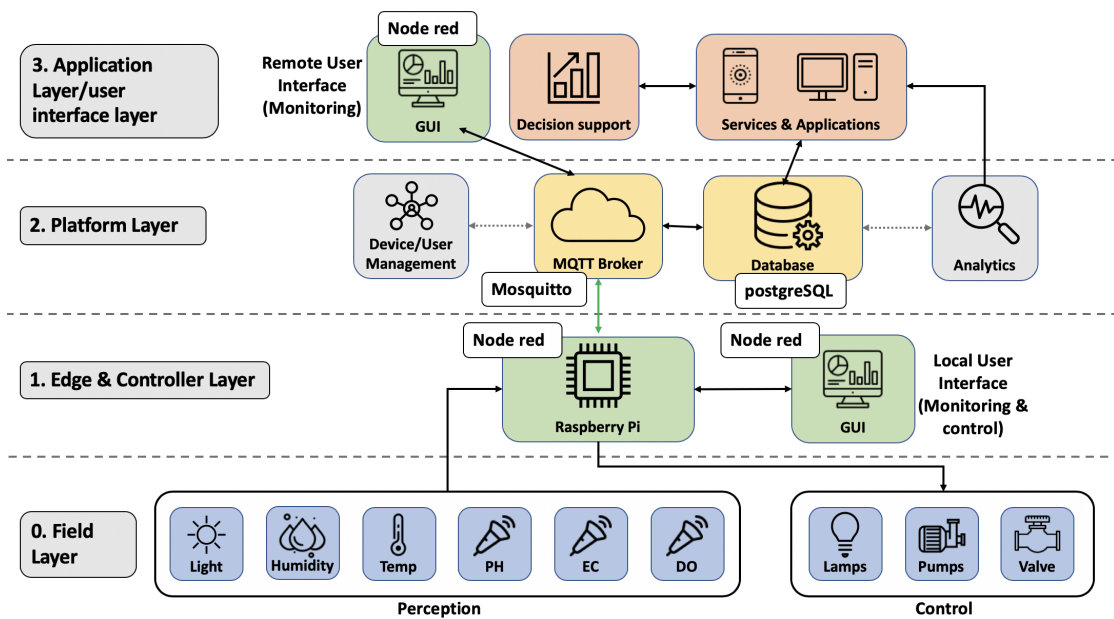 Node red
3. Application
Layer/user
interface layer
Remote User
Interface
(Monitoring)
GUI
Decision support
Services & Applications
2. Platform Layer
Device/User
Management
MQTT Broker
Mosquitto
Database
postgreSQL
Analytics
1. Edge & Controller Layer
Node red
Raspberry Pi
Node red
GUI
Local User
Interface
(Monitoring &
control)
0. Field
Layer
Light
Humidity
Temp
PH
EC
DO
Perception
Lamps
Pumps
Valve
Control